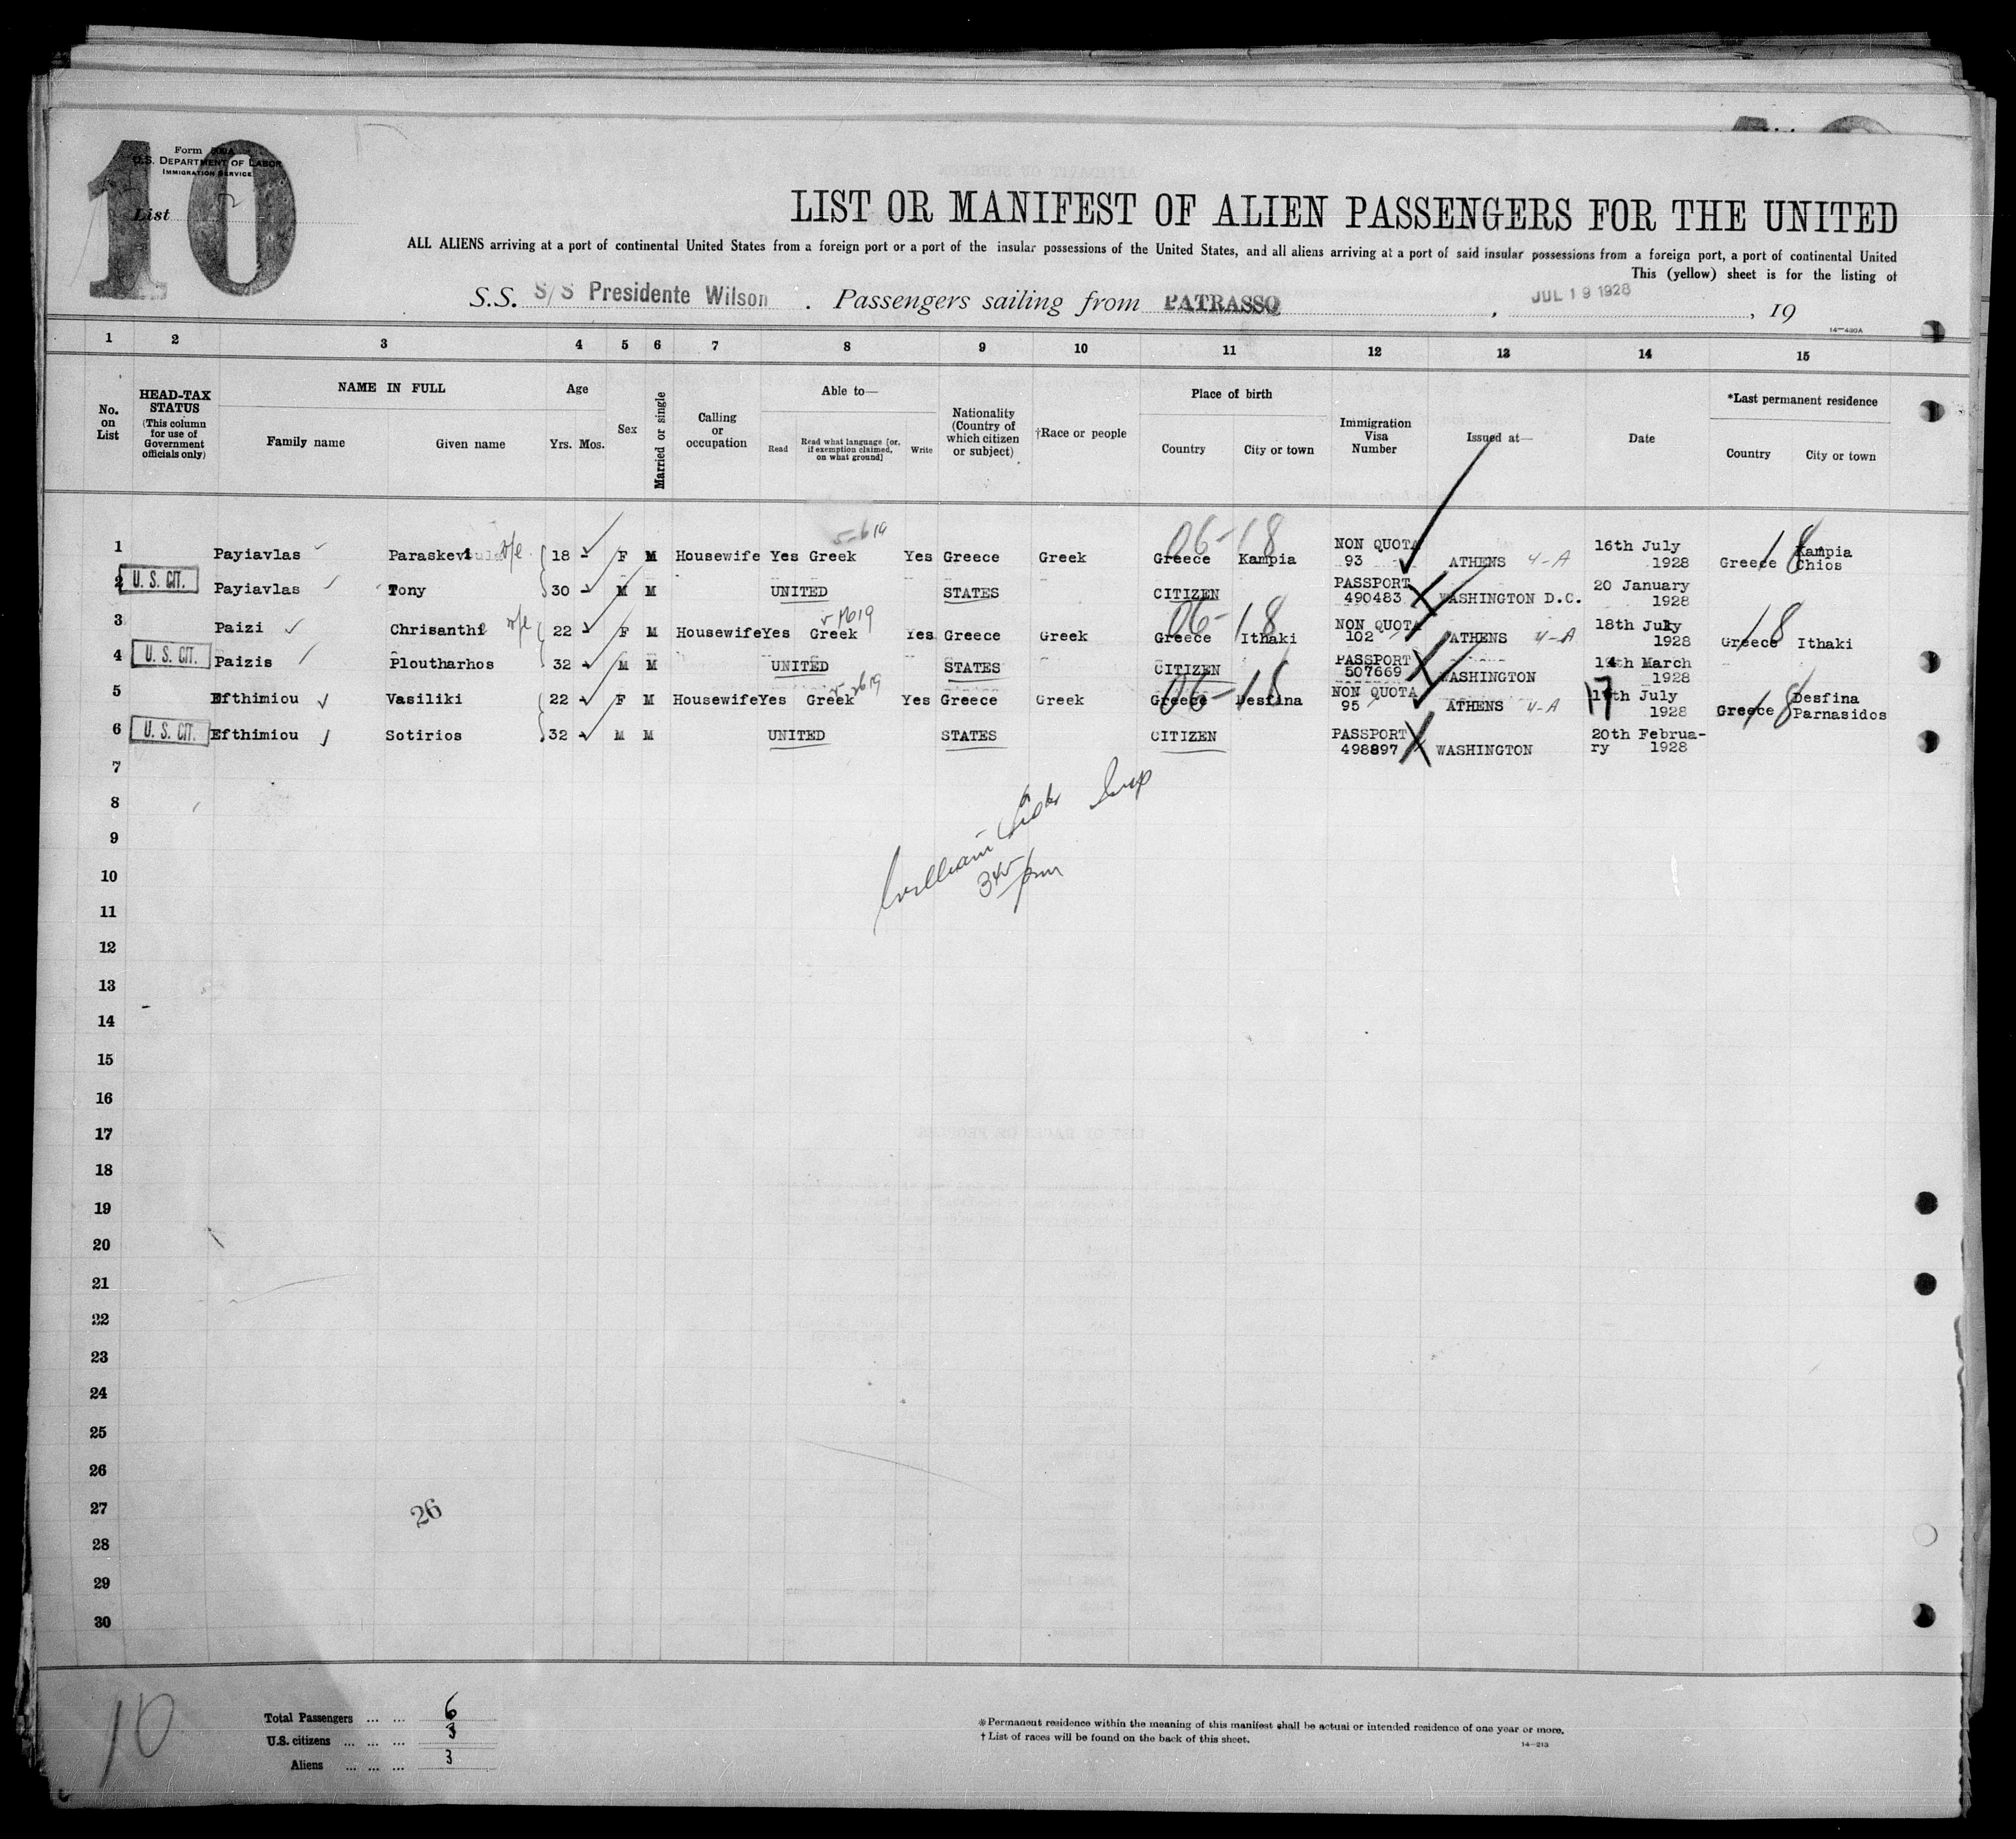 10
Form 500A
U.S. DEPARTMENT OF LABOR
IMMIGRATION SERVICE
List
LIST OR MANIFEST OF ALIEN PASSENGERS FOR THE UNITED
ALL ALIENS arriving at a port of continental United States from a foreign port or a port of the insular possessions of the United States, and all aliens arriving at a port of said insular possessions from a foreign port, a port of continental United
This (yellow) sheet is for the listing of
S.S. S/S Presidente Wilson . Passengers sailing from PATRASSO , JUL 19 1928 , 19
14-430A
1 2 3 4 5 6 7 8 9 10 11 12 13 14 15
No. on List
HEAD-TAX STATUS (This column for use of Government officials only)
NAME IN FULL
Family name Given name
Age
Yrs. Mos.
Sex
Married or single
Calling or occupation
Able to—
Read
Read what language [or, if exemption claimed, on what ground]
Write
Nationality (Country of which citizen or subject)
†Race or people
Place of birth
Country City or town
Immigration Visa Number
Issued at—
Date
*Last permanent residence
Country City or town
1 Payiavlas Paraskevi w/e 18 - F M Housewife Yes Greek Yes Greece Greek Greece Kampia NON QUOTA 93 ATHENS 4-A 16th July 1928 Greece Kampia Chios
06-18 18
2 U. S. CIT. Payiavlas Tony 30 - M M UNITED STATES CITIZEN PASSPORT 490483 WASHINGTON D.C. 20 January 1928
3 Paizi Chrisanthi w/e 22 - F M Housewife Yes Greek Yes Greece Greek Greece Ithaki NON QUOTA 102 ATHENS 4-A 18th July 1928 Greece Ithaki
06-18 18
4 U. S. CIT. Paizis Ploutharhos 32 - M M UNITED STATES CITIZEN PASSPORT 507669 WASHINGTON 14th March 1928
5 Efthimiou Vasiliki 22 - F M Housewife Yes Greek Yes Greece Greek Greece Desfina NON QUOTA 95 ATHENS 4-A 17th July 1928 Greece Desfina Parnasidos
06-18 18
6 U. S. CIT. Efthimiou Sotirios 32 - M M UNITED STATES CITIZEN PASSPORT 498897 WASHINGTON 20th February 1928
7
8
William Insp
9
345 pm
10
11
12
13
14
15
16
17
18
19
20
21
22
23
24
25
26
27
26
28
29
30
10
Total Passengers ... ... 6
U.S. citizens ... ... ... 3
Aliens ... ... ... 3
*Permanent residence within the meaning of this manifest shall be actual or intended residence of one year or more.
†List of races will be found on the back of this sheet.
14-213